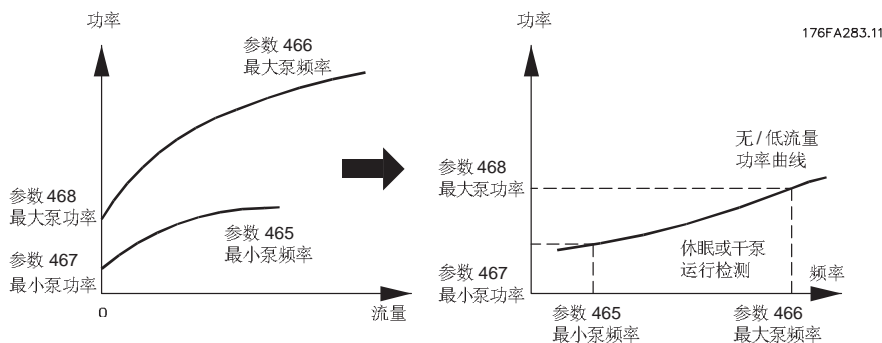 功率
参数 466
最大泵频率
参数 468
最大泵功率
参数 465
最小泵频率
参数 467
最小泵功率
0
流量
176FA283.11
功率
无/低流量
功率曲线
参数 468
最大泵功率
休眠或干泵
运行检测
参数 467
最小泵功率
频率
参数 465
最小泵频率
参数 466
最大泵频率